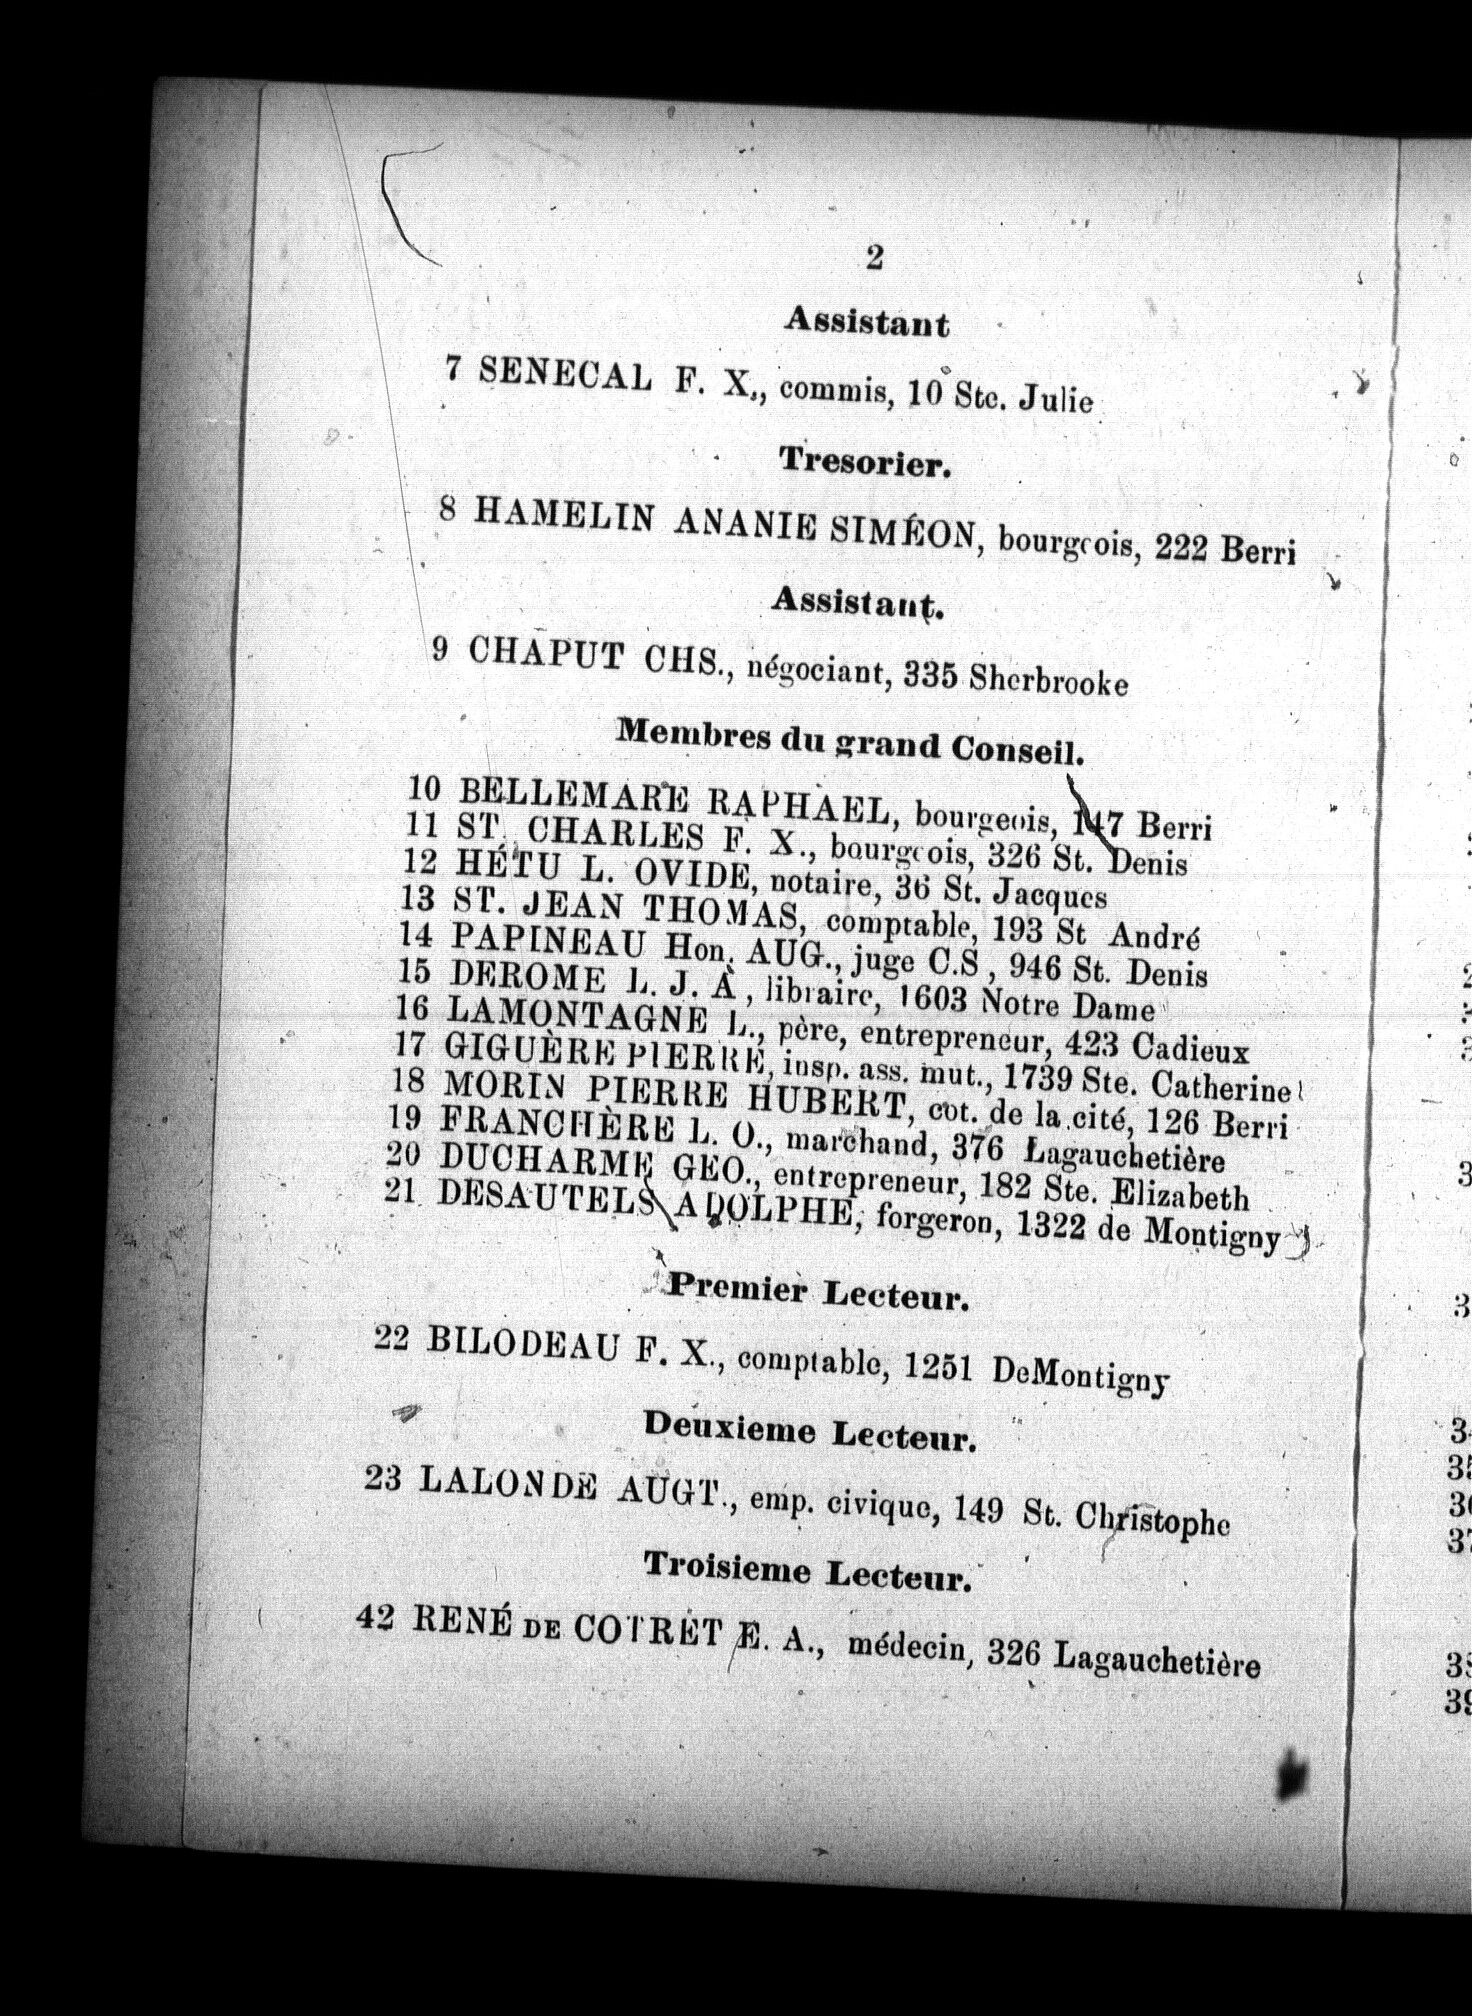 2
Assistant
7 SENECAL F. X., commis, 10 Ste. Julie
Tresorier.
8 HAMELIN ANANIE SIMÉON, bourgeois, 222 Berri
Assistant.
9 CHAPUT CHS., négociant, 335 Sherbrooke
Membres du grand Conseil.
10 BELLEMARE RAPHAEL, bourgeois, 147 Berri
11 ST. CHARLES F. X., bourgeois, 326 St. Denis
12 HÉTU L. OVIDE, notaire, 36 St. Jacques
13 ST. JEAN THOMAS, comptable, 193 St André
14 PAPINEAU Hon. AUG., juge C.S , 946 St. Denis
15 DEROME L. J. A , libraire, 1603 Notre Dame
16 LAMONTAGNE L., père, entrepreneur, 423 Cadieux
17 GIGUÈRE PIERRE, insp. ass. mut., 1739 Ste. Catherine
18 MORIN PIERRE HUBERT, cot. de la cité, 126 Berri
19 FRANCHÈRE L. O., marchand, 376 Lagauchetière
20 DUCHARME GEO., entrepreneur, 182 Ste. Elizabeth
21 DESAUTELS ADOLPHE, forgeron, 1322 de Montigny
Premier Lecteur.
22 BILODEAU F. X., comptable, 1251 DeMontigny
Deuxieme Lecteur.
23 LALONDE AUGT., emp. civique, 149 St. Christophe
Troisieme Lecteur.
42 RENÉ DE COTRET E. A., médecin, 326 Lagauchetière